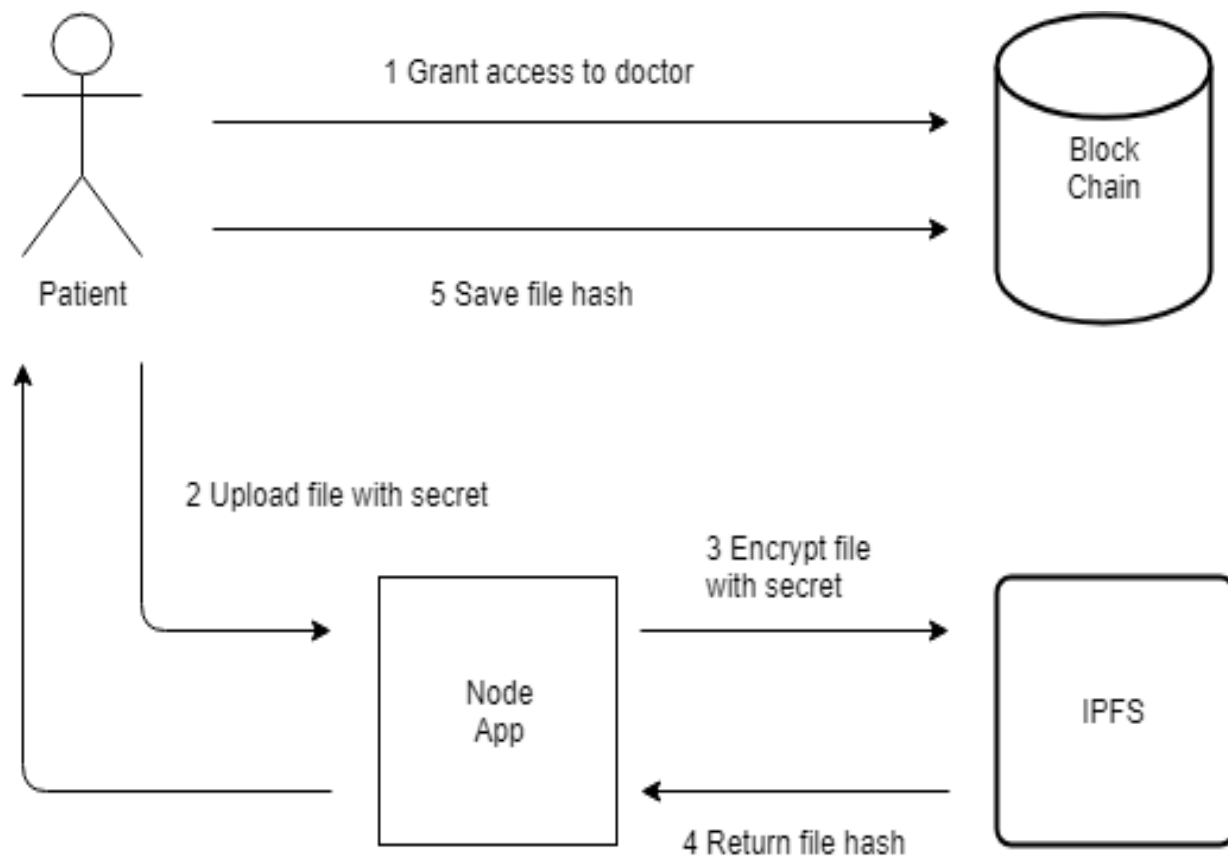 1 Grant access to doctor
Block
Chain
Patient
5 Save file hash
2 Upload file with secret
3 Encrypt file
with secret
Node
App
IPFS
4 Return file hash